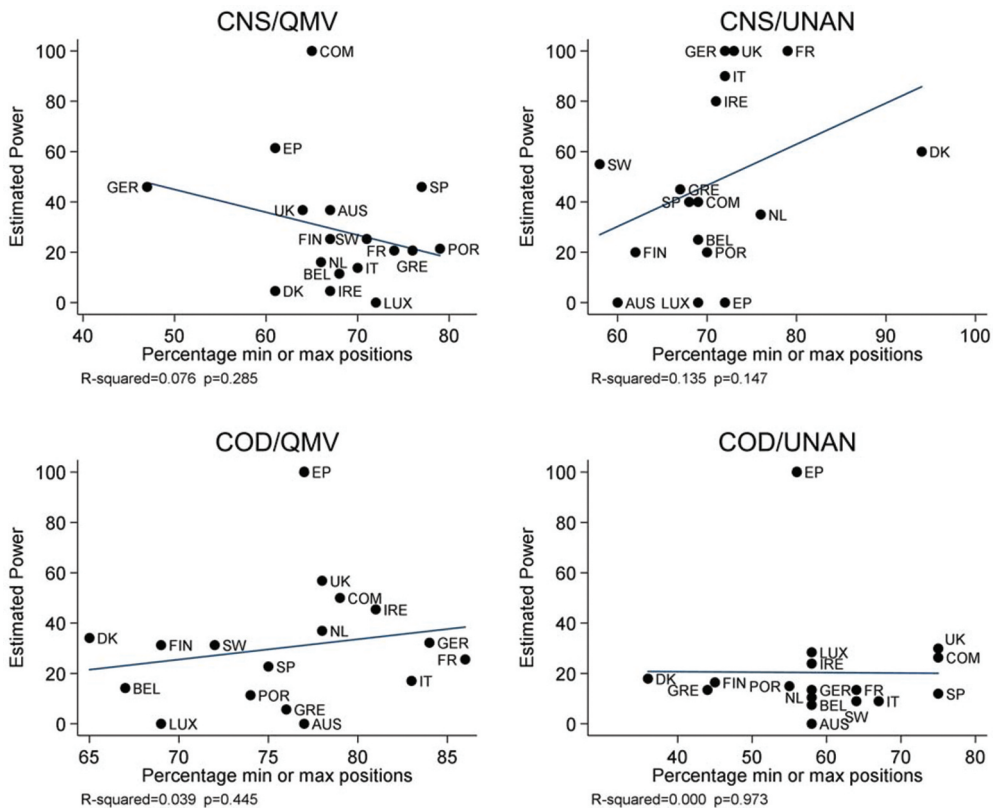 CNS/QMV
Estimated Power
100
80
60
40
20
0
COM
EP
GER
SP
UK
AUS
FIN
SW
FR
GRE
POR
NL
IT
BEL
DK
IRE
LUX
40 50 60 70 80
Percentage min or max positions
R-squared=0.076 p=0.285
CNS/UNAN
Estimated Power
100
80
60
40
20
0
GER
UK
FR
IT
IRE
SW
DK
GRE
SP
COM
NL
BEL
FIN
POR
AUS
LUX
EP
60 70 80 90 100
Percentage min or max positions
R-squared=0.135 p=0.147
COD/QMV
Estimated Power
100
80
60
40
20
0
EP
UK
COM
IRE
NL
DK
FIN
SW
GER
FR
SP
IT
BEL
POR
GRE
LUX
AUS
65 70 75 80 85
Percentage min or max positions
R-squared=0.039 p=0.445
COD/UNAN
Estimated Power
100
80
60
40
20
0
EP
UK
COM
LUX
IRE
DK
GRE
FIN
POR
GER
FR
NL
BEL
IT
SP
SW
AUS
40 50 60 70 80
Percentage min or max positions
R-squared=0.000 p=0.973